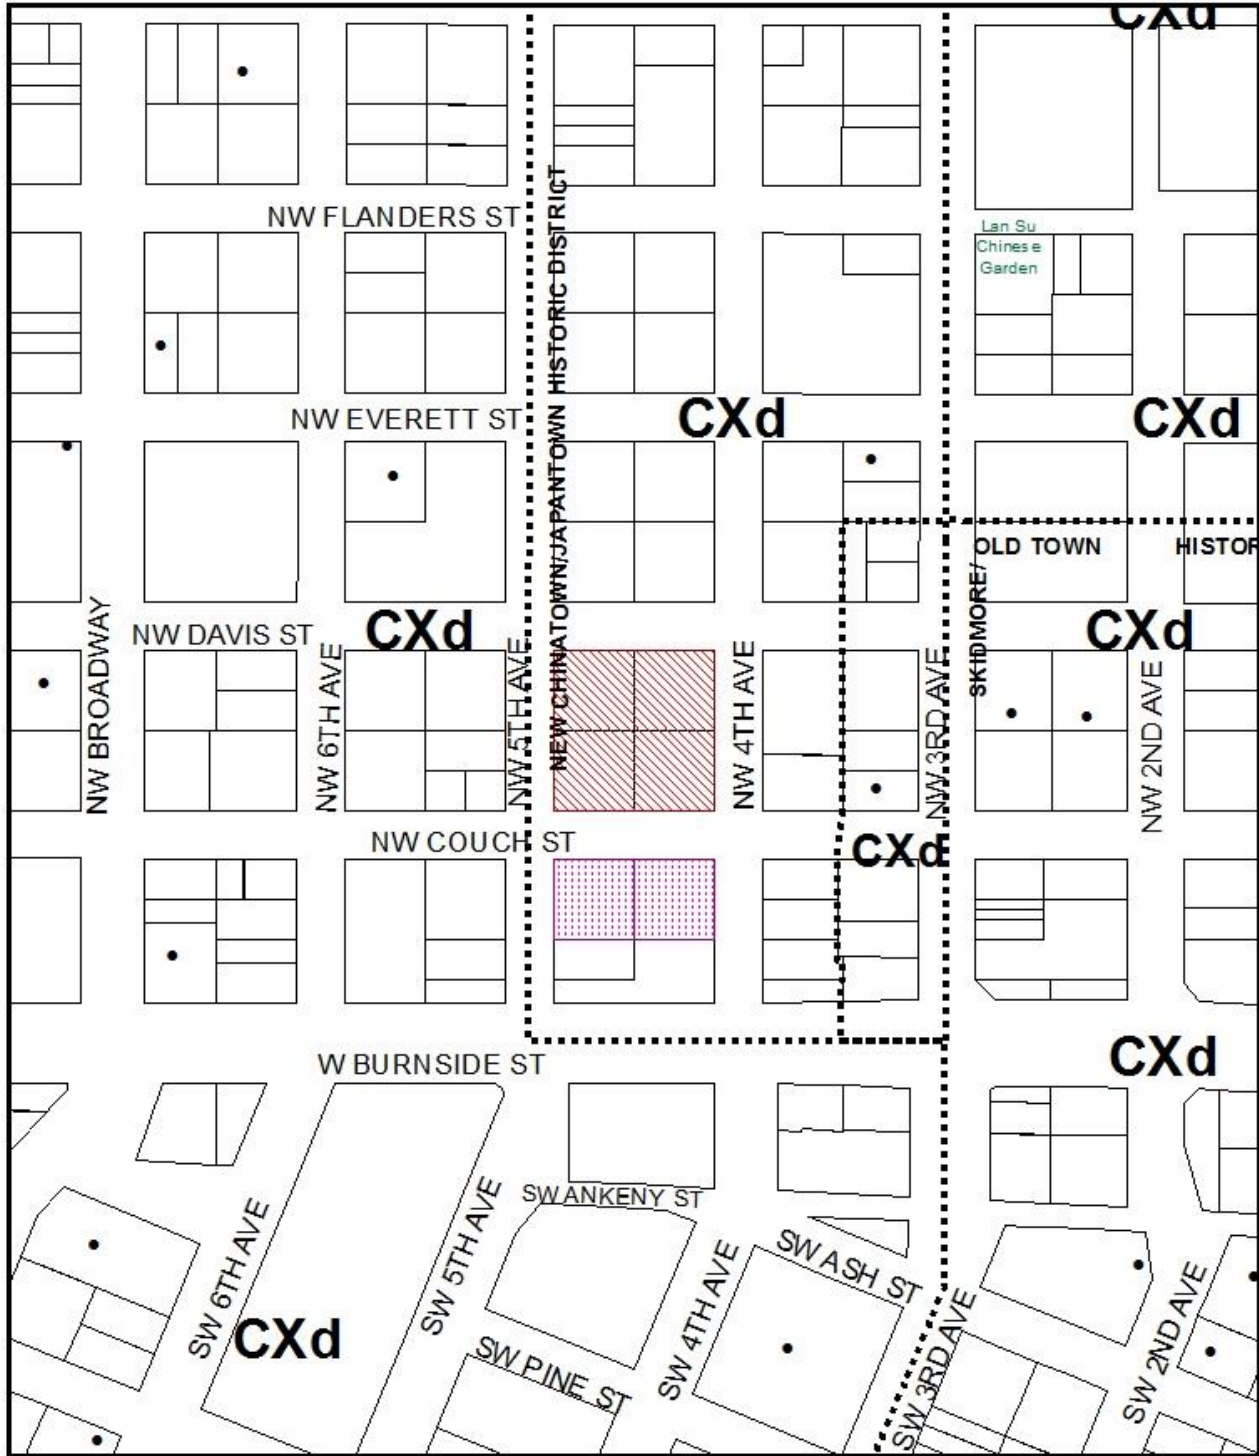 CXd
NW FLANDERS ST
Lan Su
Chinese
Garden
NEW CHINATOWN/JAPANTOWN HISTORIC DISTRICT
NW EVERETT ST
CXd
CXd
OLD TOWN
HISTOR
SKIDMORE/
NW DAVIS ST
CXd
CXd
NW BROADWAY
NW 6TH AVE
NW 5TH AVE
NW 4TH AVE
NW 3RD AVE
NW 2ND AVE
NW COUCH ST
CXd
W BURNSIDE ST
CXd
SW ANKENY ST
SW 6TH AVE
SW 5TH AVE
SW 4TH AVE
SW ASH ST
SW 3RD AVE
SW 2ND AVE
CXd
SW PINE ST